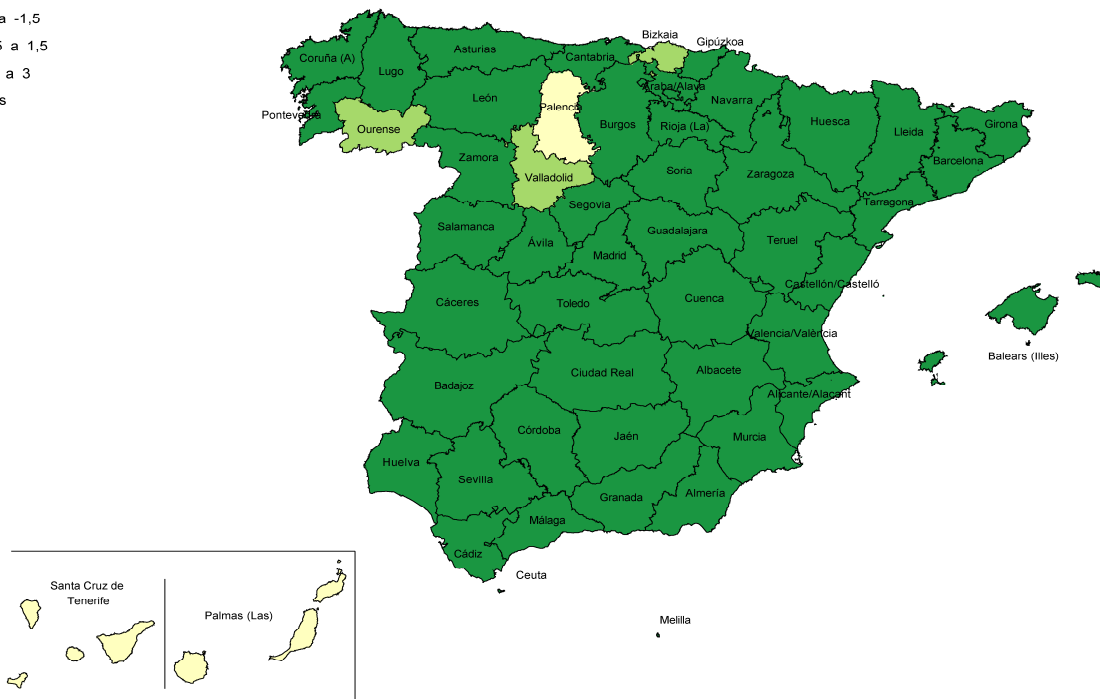 a -1,5
a 1,5
a 3
s
Bizkaia
Gipúzkoa
Asturias
Cantabria
Coruña (A)
Lugo
León
Palencia
Araba/Alava
Navarra
Pontevedra
Ourense
Burgos
Rioja (La)
Huesca
Lleida
Girona
Zamora
Valladolid
Soria
Zaragoza
Barcelona
Segovia
Tarragona
Salamanca
Ávila
Madrid
Guadalajara
Teruel
Cáceres
Toledo
Cuenca
Castellón/Castelló
Valencia/València
Balears (Illes)
Badajoz
Ciudad Real
Albacete
Alicante/Alacant
Córdoba
Jaén
Murcia
Huelva
Sevilla
Granada
Almería
Málaga
Cádiz
Ceuta
Melilla
Santa Cruz de
Tenerife
Palmas (Las)